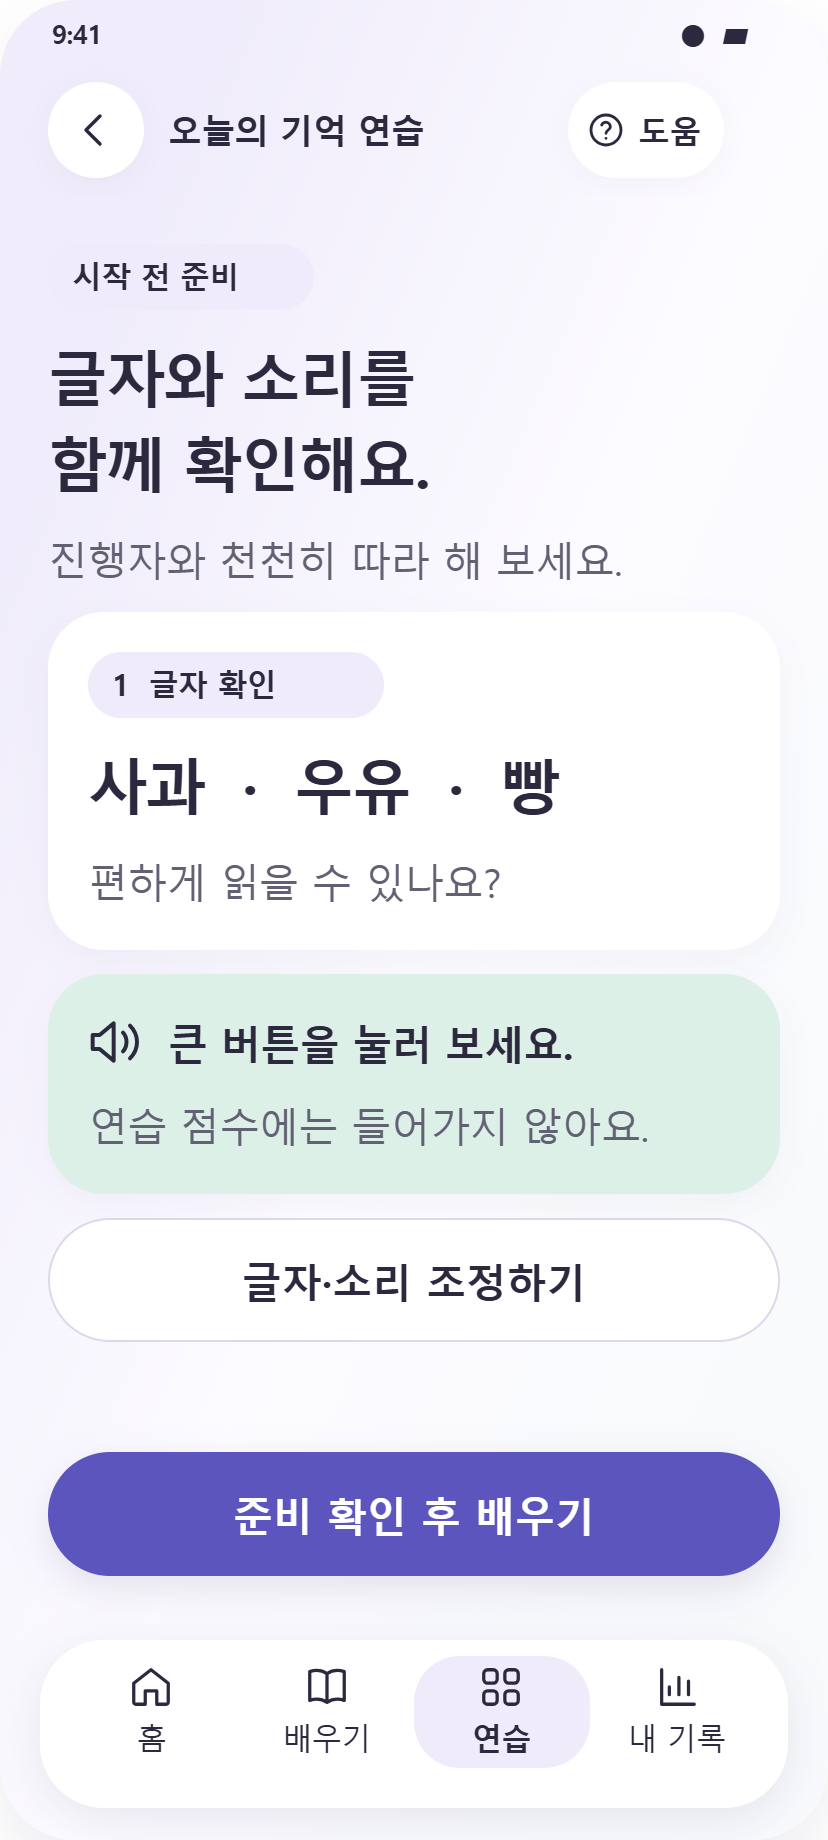 9:41
오늘의 기억 연습
도움
시작 전 준비
글자와 소리를
함께 확인해요.
진행자와 천천히 따라 해 보세요.
1 글자 확인
사과 · 우유 · 빵
편하게 읽을 수 있나요?
큰 버튼을 눌러 보세요.
연습 점수에는 들어가지 않아요.
글자·소리 조정하기
준비 확인 후 배우기
홈
배우기
연습
내 기록